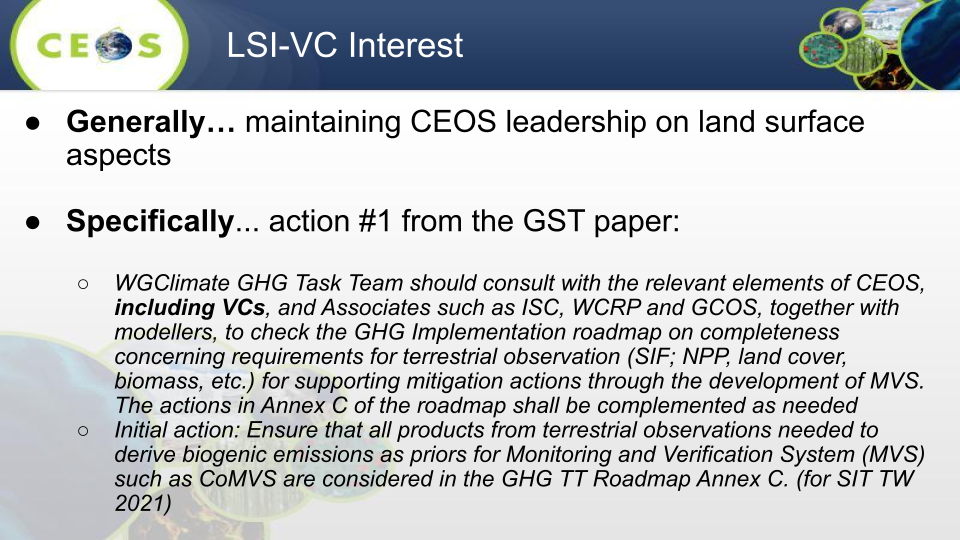 CEOS
LSI-VC Interest
● Generally… maintaining CEOS leadership on land surface
aspects
● Specifically... action #1 from the GST paper:
○ WGClimate GHG Task Team should consult with the relevant elements of CEOS,
including VCs, and Associates such as ISC, WCRP and GCOS, together with
modellers, to check the GHG Implementation roadmap on completeness
concerning requirements for terrestrial observation (SIF; NPP, land cover,
biomass, etc.) for supporting mitigation actions through the development of MVS.
The actions in Annex C of the roadmap shall be complemented as needed
○ Initial action: Ensure that all products from terrestrial observations needed to
derive biogenic emissions as priors for Monitoring and Verification System (MVS)
such as CoMVS are considered in the GHG TT Roadmap Annex C. (for SIT TW
2021)